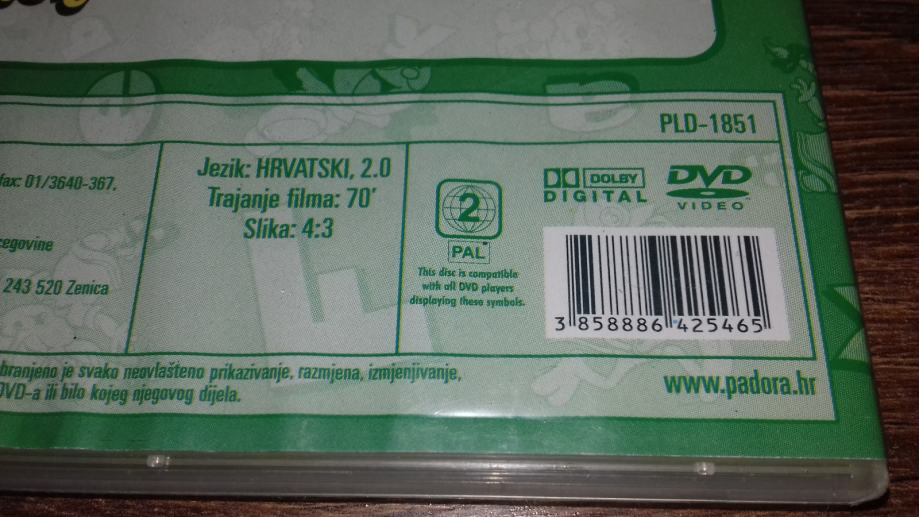 PLD-1851
fax: 01/3640-367.
243 520 Zenica
Jezik: HRVATSKI, 2.0
Trajanje filma: 70'
Slika: 4:3
2
PAL
This disc is compatible
with all DVD players
displaying these symbols.
DOLBY
DIGITAL
DVD
VIDEO
3 858886 425465
je svako neovlašteno prikazivanje, razmjena, izmjenjivanje,
DVD-a ili bilo kojeg njegovog dijela.
www.padora.hr